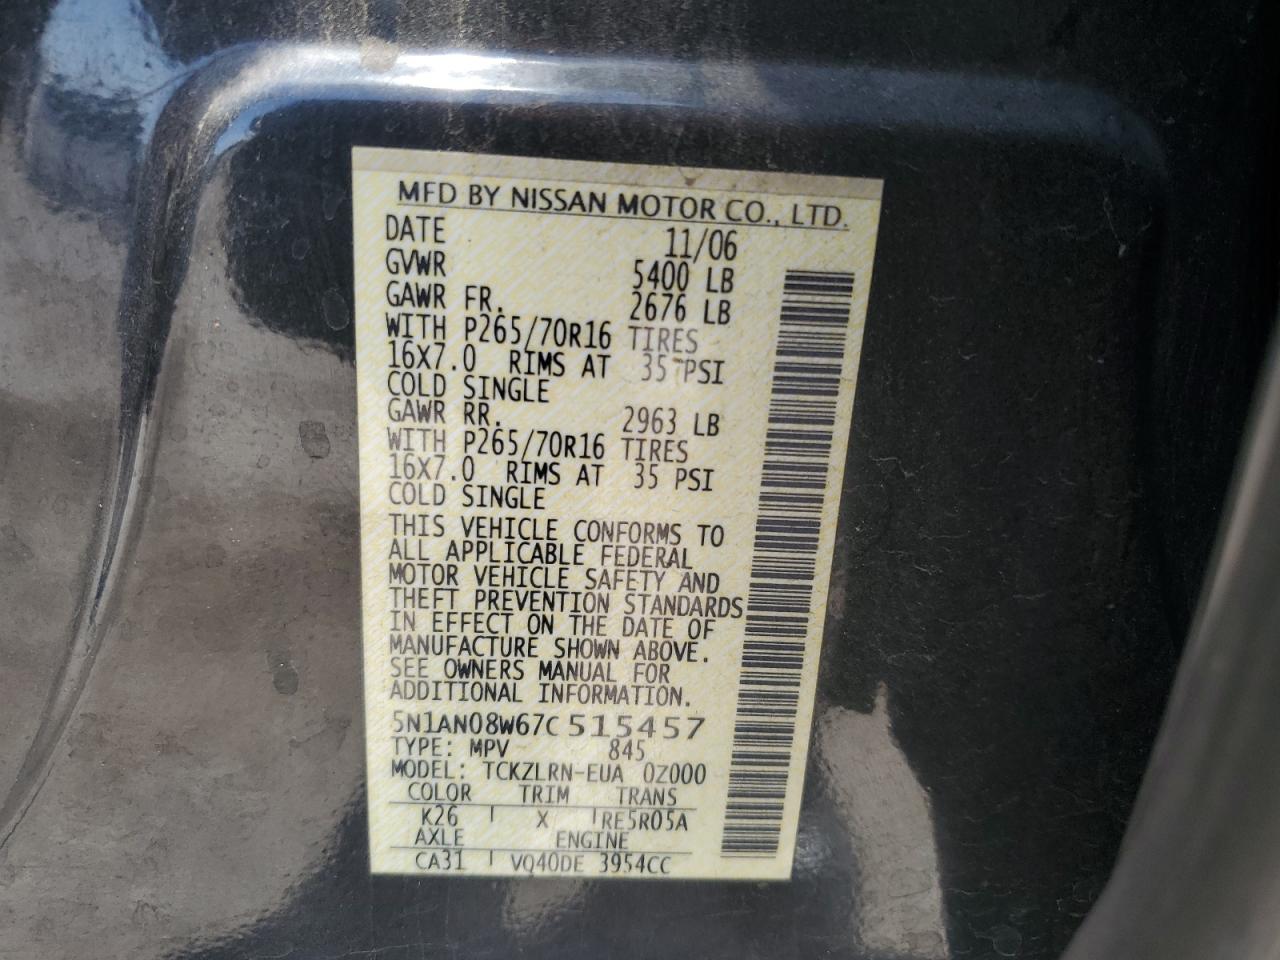 MFD BY NISSAN MOTOR CO., LTD.
DATE 11/06
GVWR 5400 LB
GAWR FR. 2676 LB
WITH P265/70R16 TIRES
16X7.0 RIMS AT 35 PSI
COLD SINGLE
GAWR RR. 2963 LB
WITH P265/70R16 TIRES
16X7.0 RIMS AT 35 PSI
COLD SINGLE
THIS VEHICLE CONFORMS TO
ALL APPLICABLE FEDERAL
MOTOR VEHICLE SAFETY AND
THEFT PREVENTION STANDARDS
IN EFFECT ON THE DATE OF
MANUFACTURE SHOWN ABOVE.
SEE OWNERS MANUAL FOR
ADDITIONAL INFORMATION.
5N1AN08W67C515457
TYPE: MPV 845
MODEL: TCKZLRN-EUA 0Z000
COLOR TRIM TRANS
K26 X RE5R05A
AXLE ENGINE
CA31 VQ40DE 3954CC